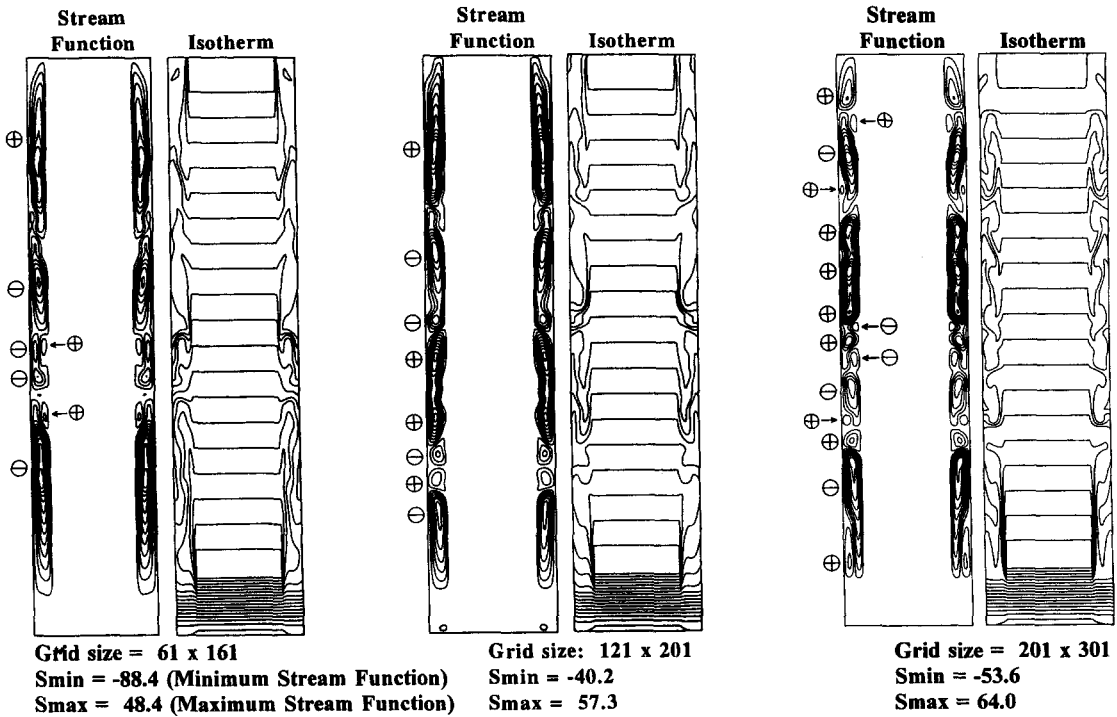 Stream
Function
Isotherm
Stream
Function
Isotherm
Stream
Function
Isotherm
Grid size = 61 x 161
Smin = -88.4 (Minimum Stream Function)
Smax = 48.4 (Maximum Stream Function)
Grid size: 121 x 201
Smin = -40.2
Smax = 57.3
Grid size = 201 x 301
Smin = -53.6
Smax = 64.0